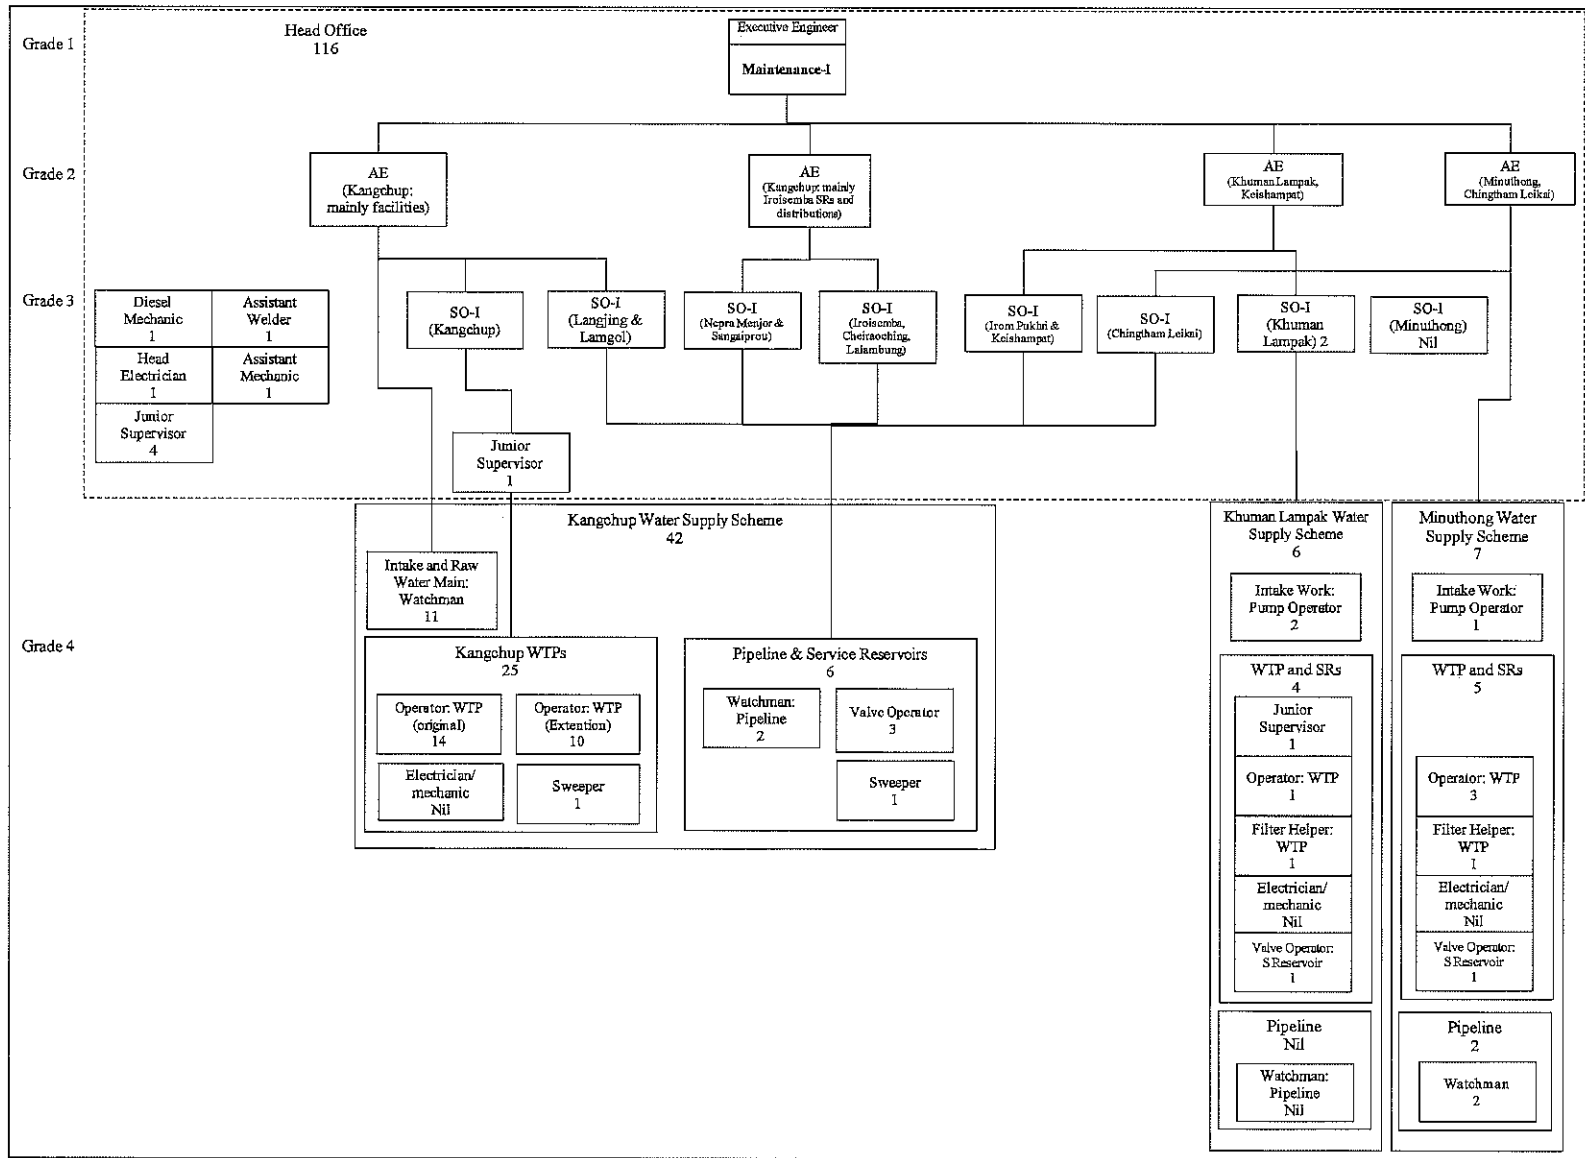 Grade 1
Head Office
116
Executive Engineer
Maintenance-I
Grade 2
AE
(Kangchup:
mainly facilities)
AE
(Kangchup: mainly
Iroisemba SRs and
distributions)
AE
(Khuman Lampak,
Keishampat)
AE
(Minuthong,
Chingtham Leikai)
Grade 3
Diesel
Mechanic
1
Assistant
Welder
1
Head
Electrician
1
Assistant
Mechanic
1
Junior
Supervisor
4
SO-I
(Kangchup)
SO-I
(Langjing &
Lamgol)
SO-I
(Nepra Menjor &
Sangaiprou)
SO-I
(Iroisemba,
Cheiraoching,
Lalambung)
SO-I
(Irom Pukhri &
Keishampat)
SO-I
(Chingtham Leikai)
SO-I
(Khuman
Lampak) 2
SO-I
(Minuthong)
Nil
Junior
Supervisor
1
Grade 4
Kangchup Water Supply Scheme
42
Intake and Raw
Water Main:
Watchman
11
Kangchup WTPs
25
Operator: WTP
(original)
14
Operator: WTP
(Extention)
10
Electrician/
mechanic
Nil
Sweeper
1
Pipeline & Service Reservoirs
6
Watchman:
Pipeline
2
Valve Operator
3
Sweeper
1
Khuman Lampak Water
Supply Scheme
6
Intake Work:
Pump Operator
2
WTP and SRs
4
Junior
Supervisor
1
Operator: WTP
1
Filter Helper:
WTP
1
Electrician/
mechanic
Nil
Valve Operator:
S Reservoir
1
Pipeline
Nil
Watchman:
Pipeline
Nil
Minuthong Water
Supply Scheme
7
Intake Work:
Pump Operator
1
WTP and SRs
5
Operator: WTP
3
Filter Helper:
WTP
1
Electrician/
mechanic
Nil
Valve Operator:
S Reservoir
1
Pipeline
2
Watchman
2